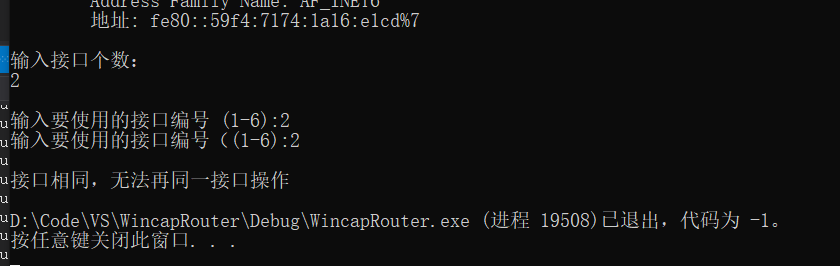 Address Family Name: AF_INET6
地址: fe80::59f4:7174:1a16:e1cd%7
输入接口个数：
2
输入要使用的接口编号 (1-6):2
输入要使用的接口编号（(1-6):2
接口相同，无法再同一接口操作
D:\Code\VS\WincapRouter\Debug\WincapRouter.exe (进程 19508)已退出，代码为 -1。
按任意键关闭此窗口. . .